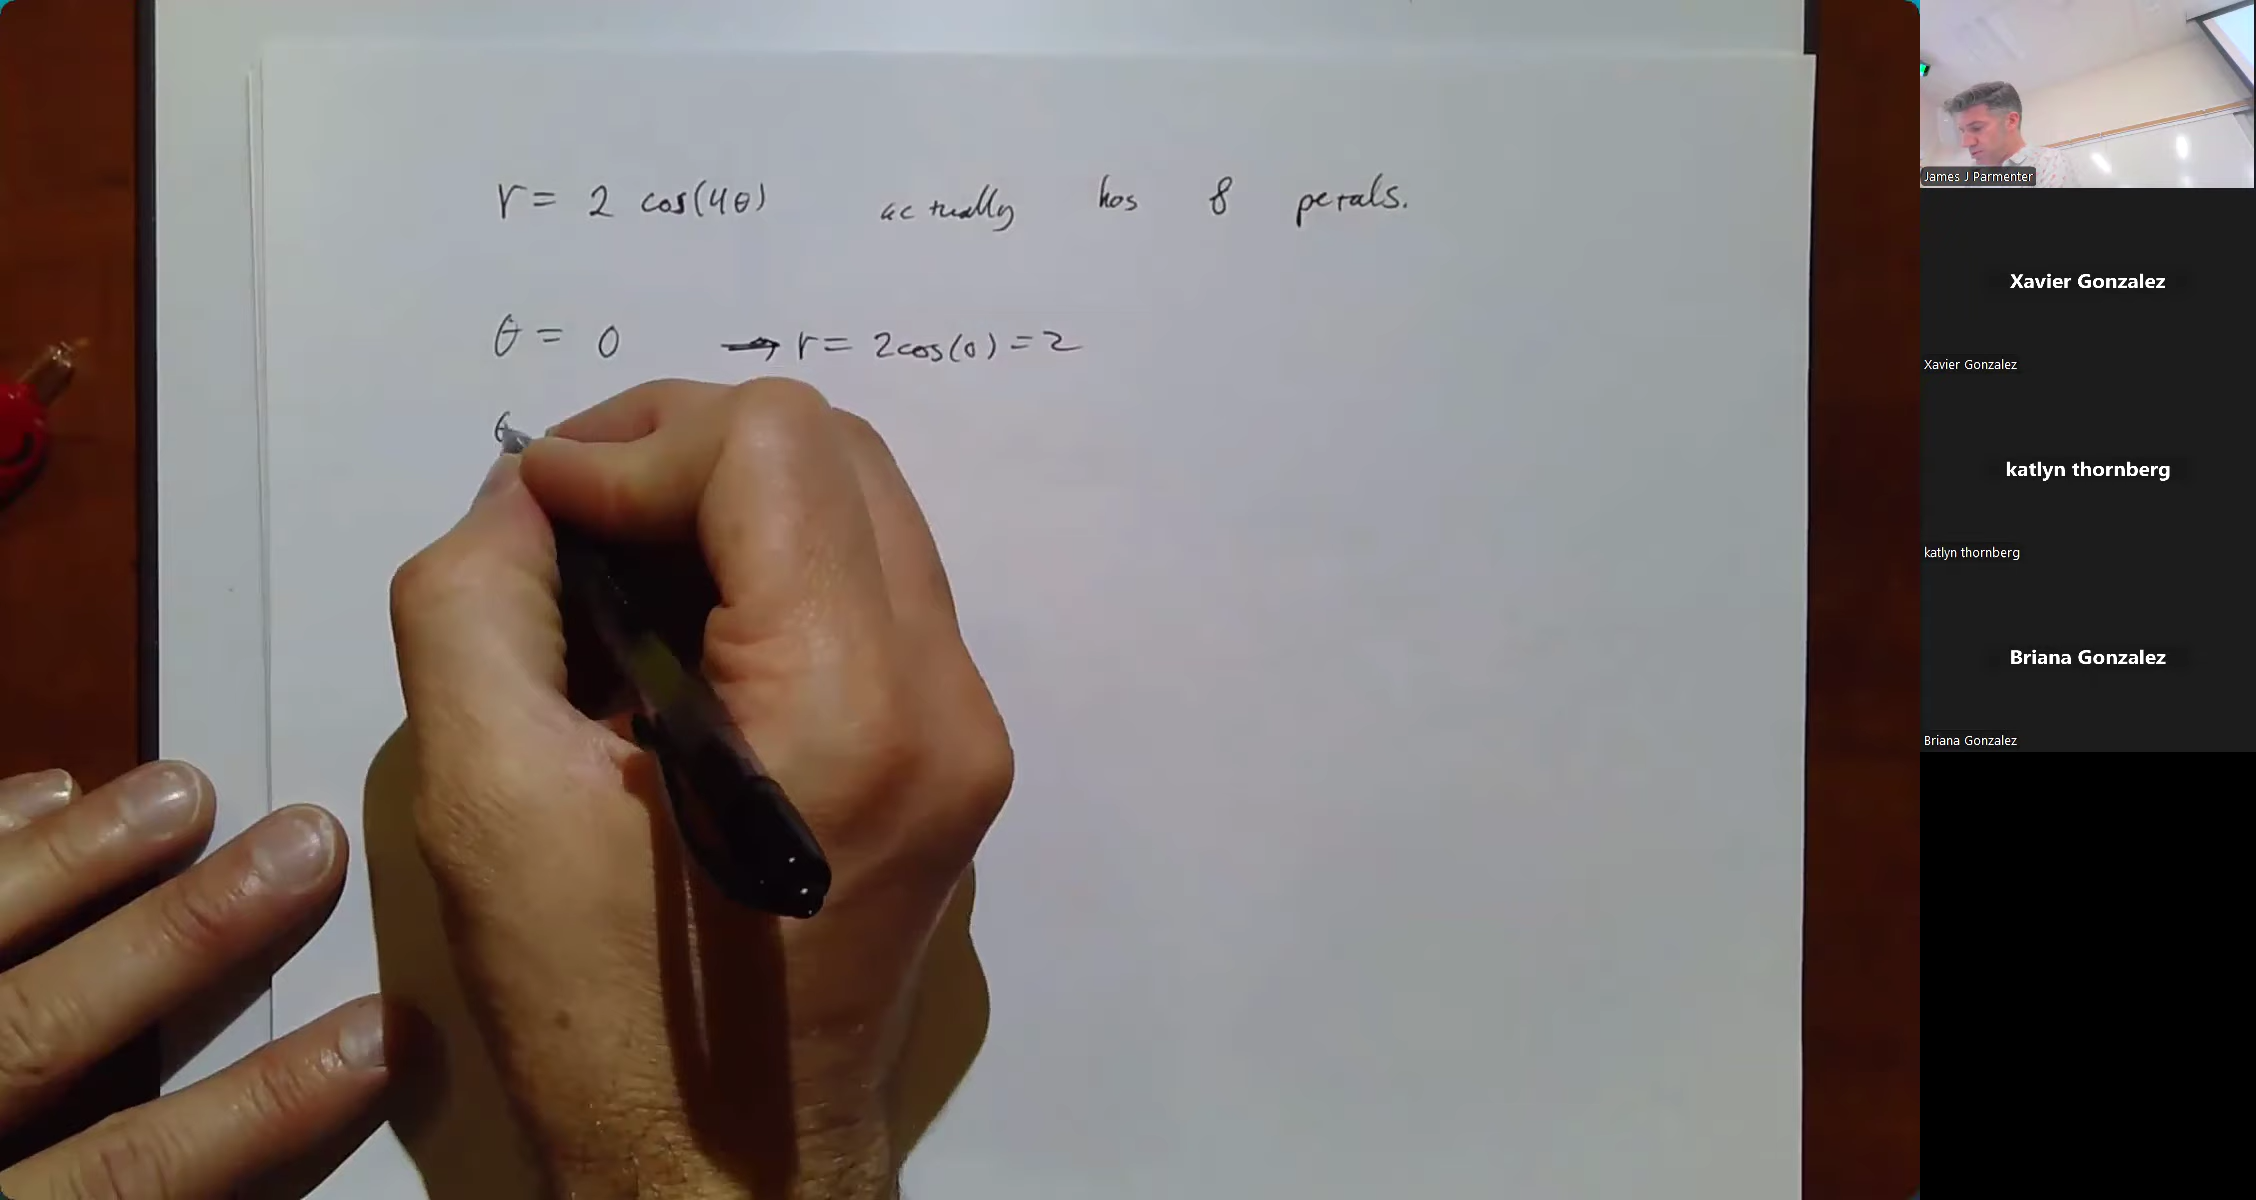 r = 2 cos(4θ) actually has 8 petals.
θ = 0 → r = 2cos(0) = 2
θ
James J Parmenter
Xavier Gonzalez
Xavier Gonzalez
katlyn thornberg
katlyn thornberg
Briana Gonzalez
Briana Gonzalez